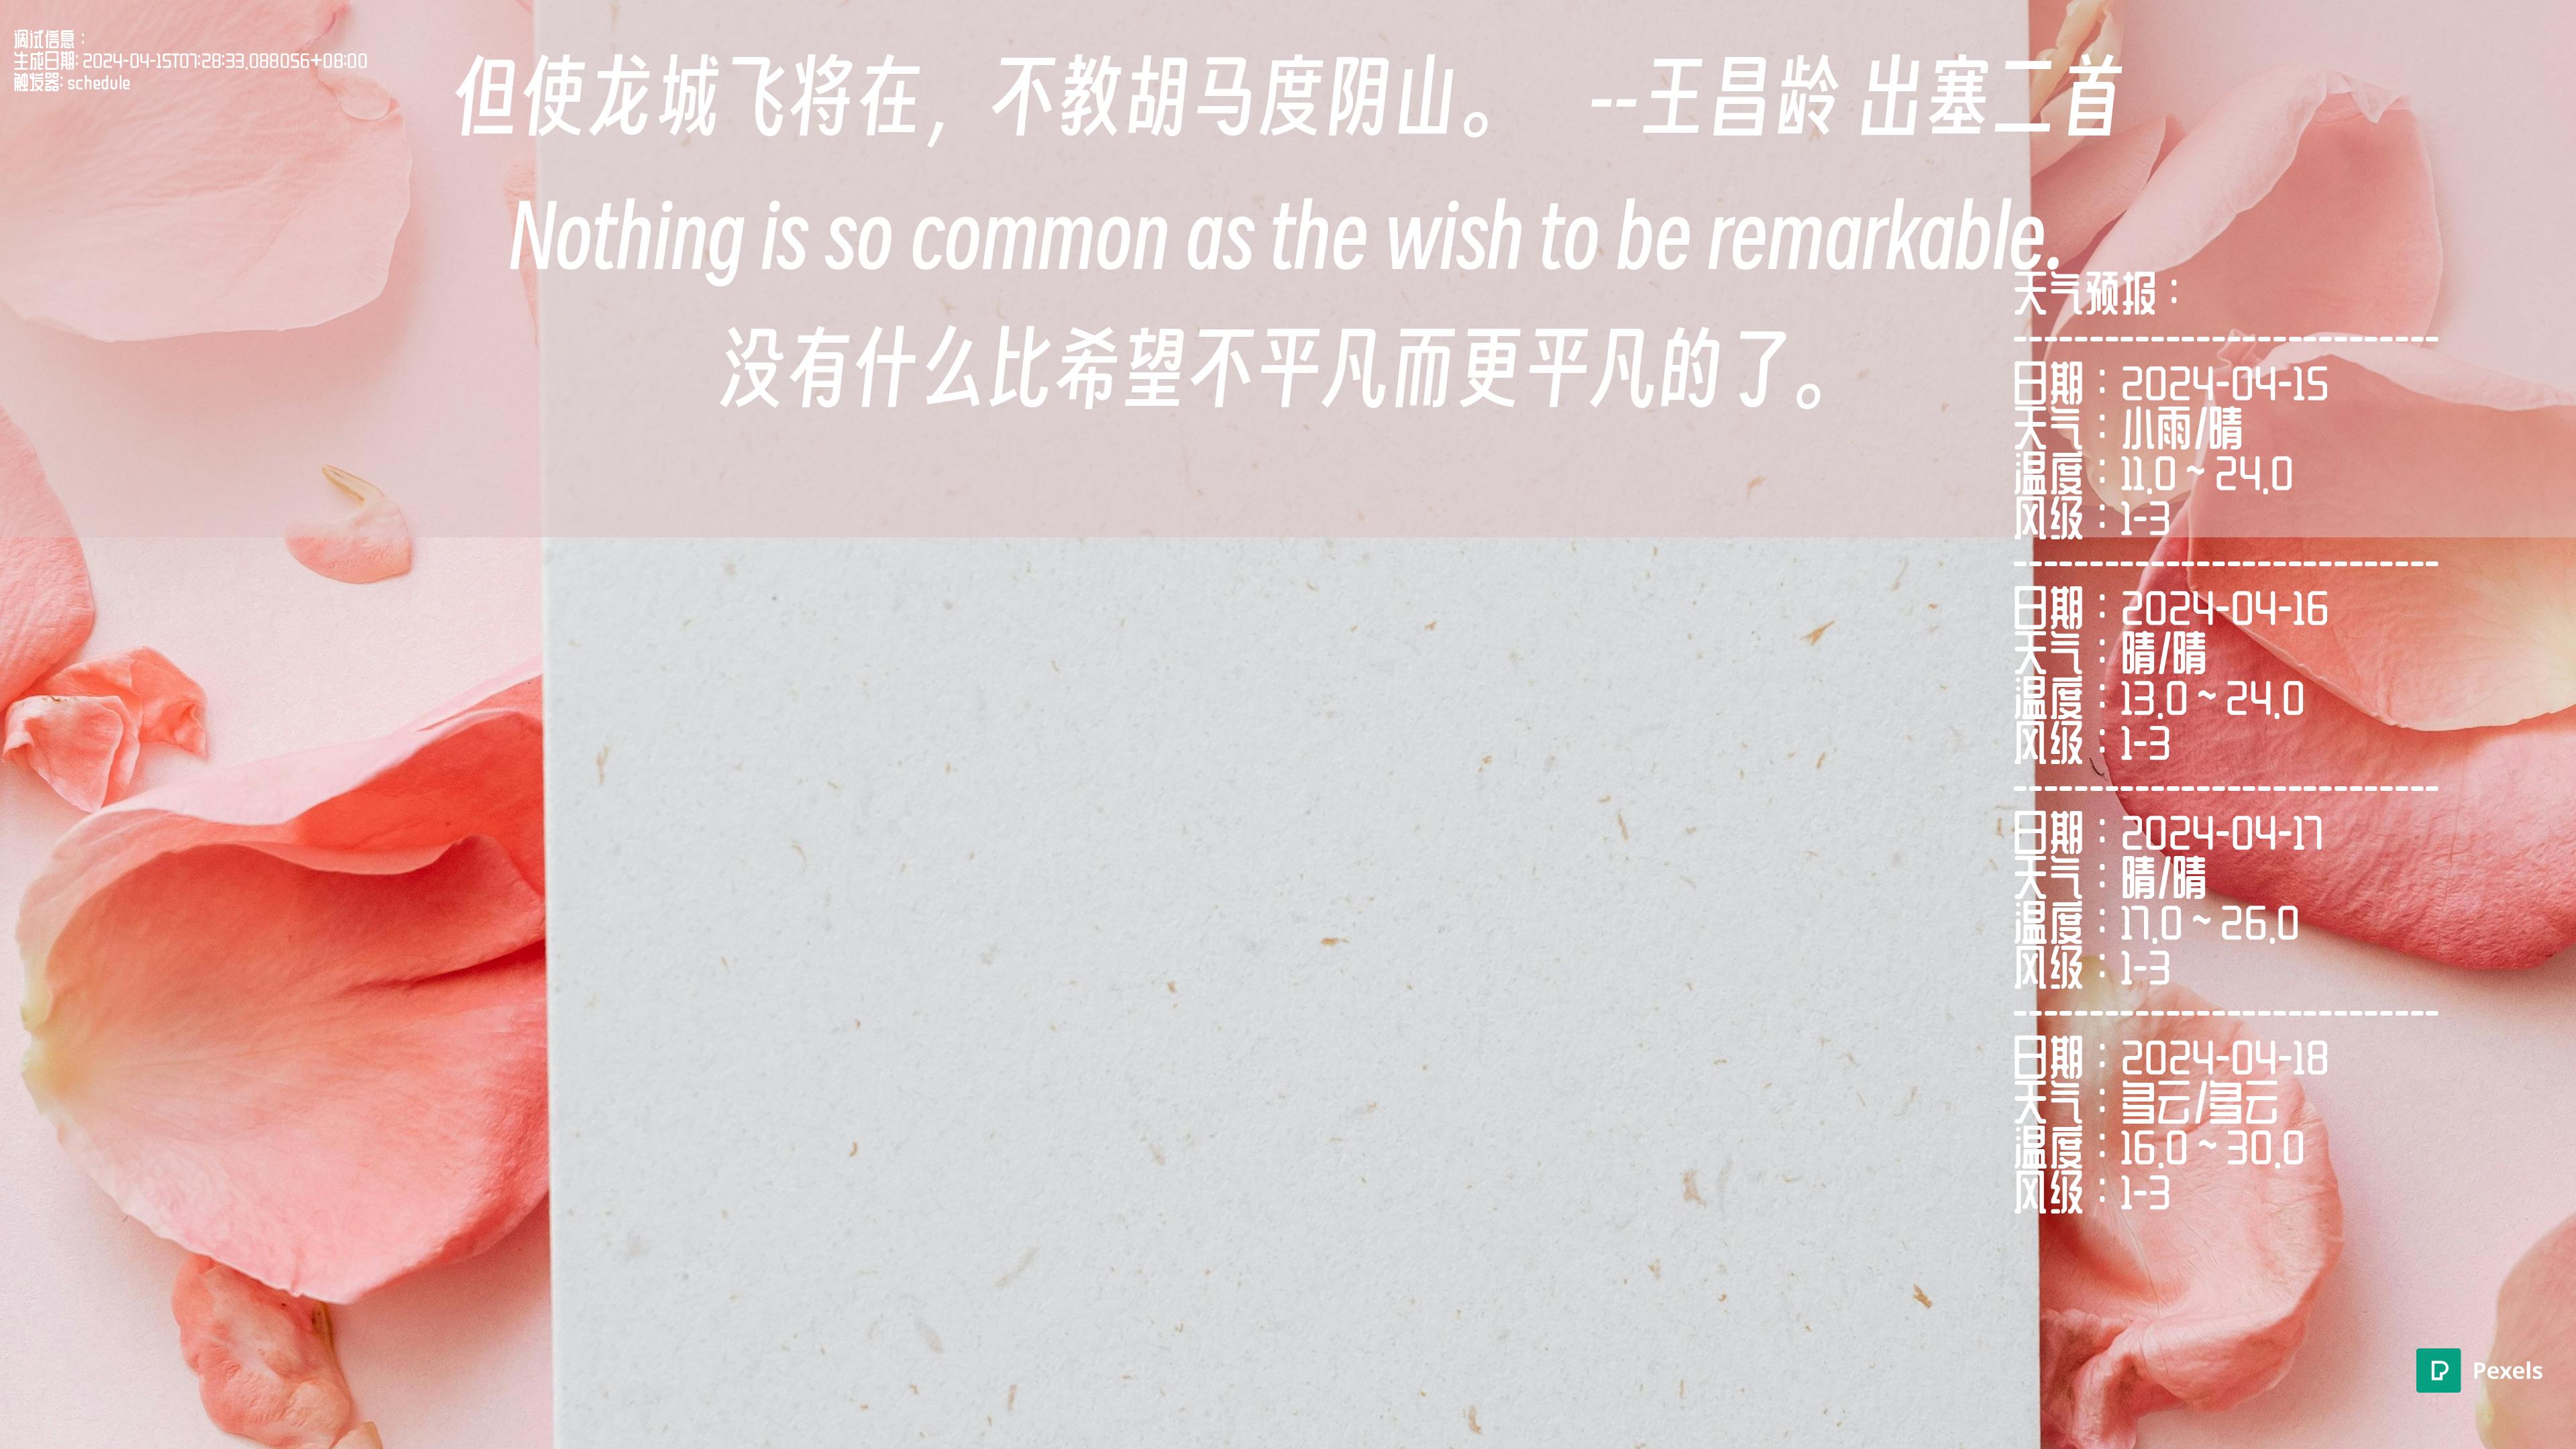 调试信息：
生成日期: 2024-04-15T07:28:33.088056+08:00
触发器: schedule
但使龙城飞将在，不教胡马度阴山。 --王昌龄 出塞二首
Nothing is so common as the wish to be remarkable.
没有什么比希望不平凡而更平凡的了。
天气预报：
------------------------------
日期：2024-04-15
天气：小雨/晴
温度：11.0 ~ 24.0
风级：1-3
------------------------------
日期：2024-04-16
天气：晴/晴
温度：13.0 ~ 24.0
风级：1-3
------------------------------
日期：2024-04-17
天气：晴/晴
温度：17.0 ~ 26.0
风级：1-3
------------------------------
日期：2024-04-18
天气：多云/多云
温度：16.0 ~ 30.0
风级：1-3
Pexels